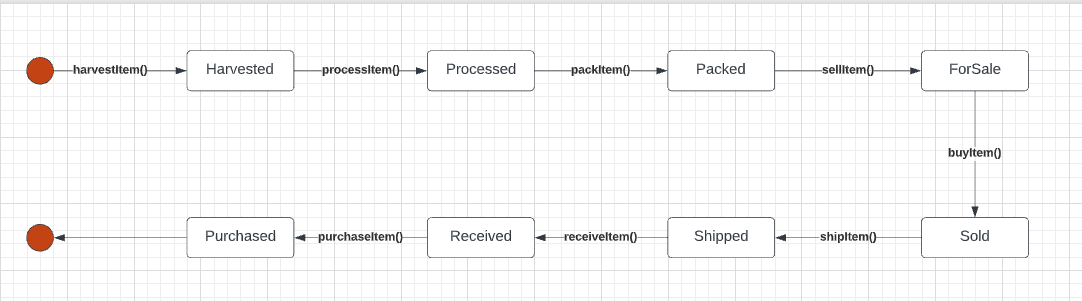 harvestItem()
Harvested
processItem()
Processed
packItem()
Packed
sellItem()
ForSale
buyItem()
Sold
shipItem()
Shipped
receiveItem()
Received
purchaseItem()
Purchased